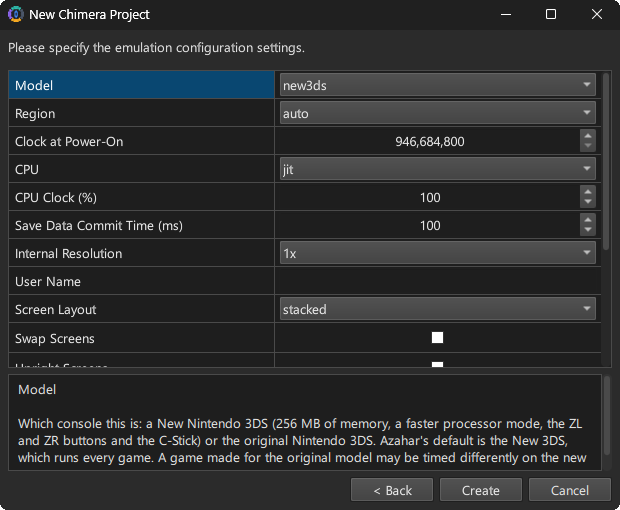 New Chimera Project
Please specify the emulation configuration settings.
Model new3ds
Region auto
Clock at Power-On 946,684,800
CPU jit
CPU Clock (%) 100
Save Data Commit Time (ms) 100
Internal Resolution 1x
User Name
Screen Layout stacked
Swap Screens
Upright Screens
Model
Which console this is: a New Nintendo 3DS (256 MB of memory, a faster processor mode, the ZL
and ZR buttons and the C-Stick) or the original Nintendo 3DS. Azahar's default is the New 3DS,
which runs every game. A game made for the original model may be timed differently on the new
< Back Create Cancel